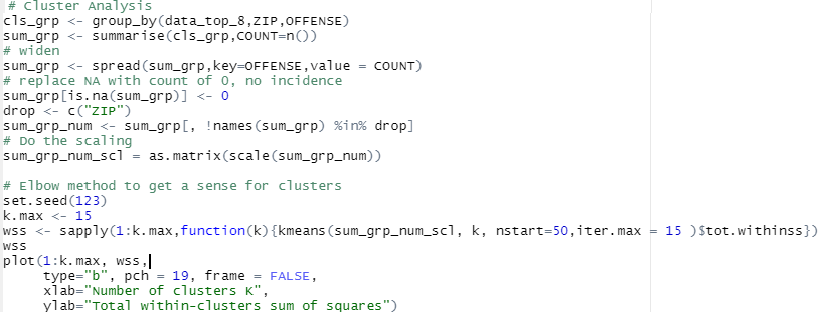 # Cluster Analysis
cls_grp <- group_by(data_top_8,ZIP,OFFENSE)
sum_grp <- summarise(cls_grp,COUNT=n())
# widen
sum_grp <- spread(sum_grp,key=OFFENSE,value = COUNT)
# replace NA with count of 0, no incidence
sum_grp[is.na(sum_grp)] <- 0
drop <- c("ZIP")
sum_grp_num <- sum_grp[, !names(sum_grp) %in% drop]
# Do the scaling
sum_grp_num_scl = as.matrix(scale(sum_grp_num))
# Elbow method to get a sense for clusters
set.seed(123)
k.max <- 15
wss <- sapply(1:k.max,function(k){kmeans(sum_grp_num_scl, k, nstart=50,iter.max = 15 )$tot.withinss})
wss
plot(1:k.max, wss,
type="b", pch = 19, frame = FALSE,
xlab="Number of clusters K",
ylab="Total within-clusters sum of squares")